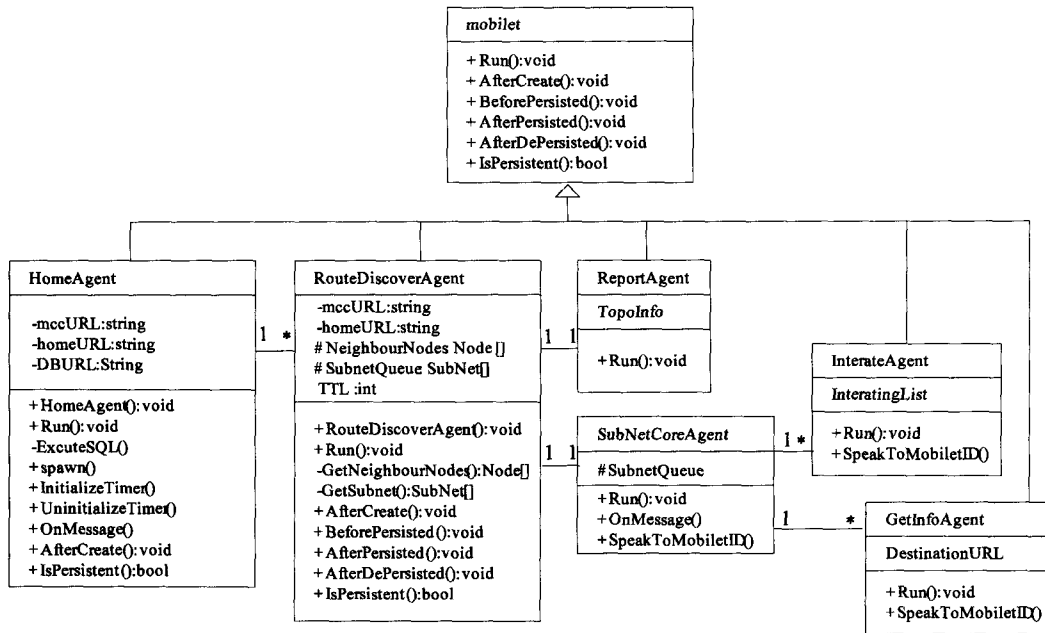 mobilet
+ Run():void
+ AfterCreate():void
+ BeforePersisted():void
+ AfterPersisted():void
+ AfterDePersisted():void
+ IsPersistent():bool
HomeAgent
-mccURL:string
-homeURL:string
-DBURL:String
+HomeAgent():void
+Run():void
-ExcuteSQL()
+spawn()
+InitializeTimer()
+UninitializeTimer()
+OnMessage()
+AfterCreate():void
+IsPersistent():bool
1 *
RouteDiscoverAgent
-mccURL:string
-homeURL:string
# NeighbourNodes Node []
# SubnetQueue SubNet[]
TTL :int
+RouteDiscoverAgent():void
+Run():void
-GetNeighbourNodes():Node[]
-GetSubnet():SubNet[]
+AfterCreate():void
+BeforePersisted():void
+AfterPersisted():void
+AfterDePersisted():void
+IsPersistent():bool
1 1
ReportAgent
TopoInfo
+Run():void
1 1
SubNetCoreAgent
#SubnetQueue
+Run():void
+OnMessage()
+SpeakToMobiletID()
1 *
InterateAgent
InteratingList
+Run():void
+SpeakToMobiletID()
1 *
GetInfoAgent
DestinationURL
+Run():void
+SpeakToMobiletID()